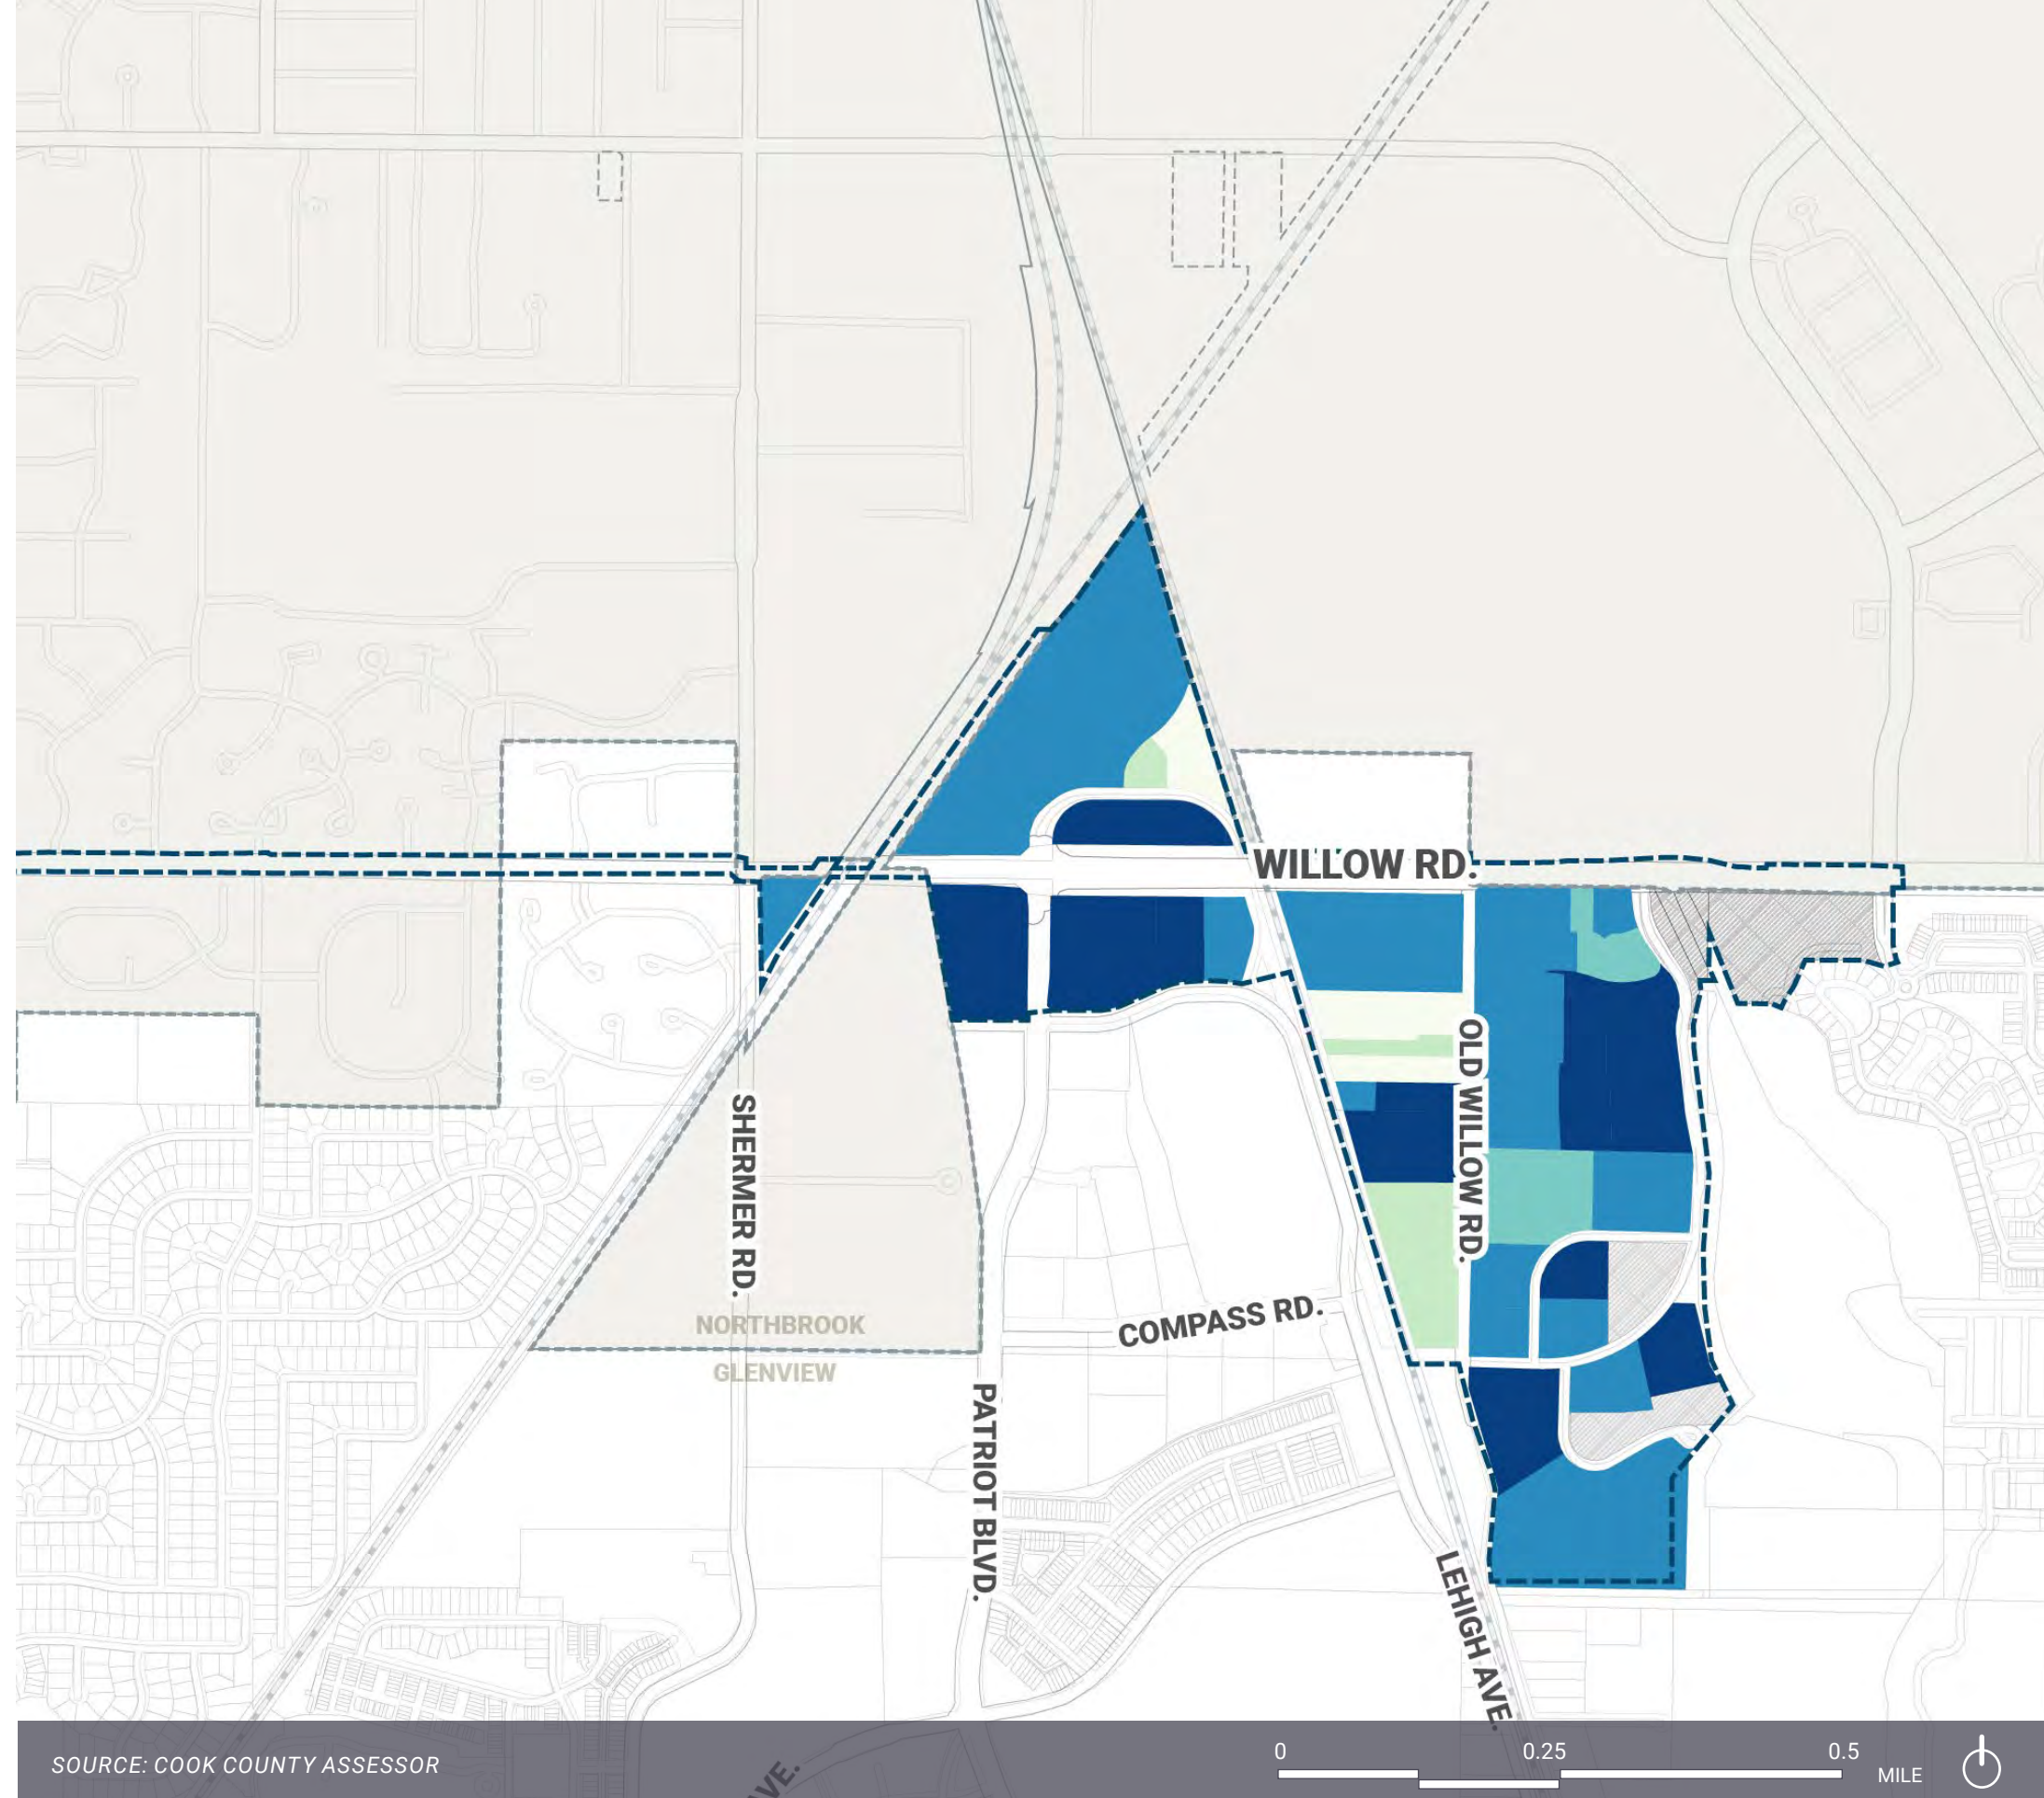 WILLOW RD.
OLD WILLOW RD.
SHERMER RD.
COMPASS RD.
NORTHBROOK
GLENVIEW
PATRIOT BLVD.
LEHIGH AVE.
VE.
SOURCE: COOK COUNTY ASSESSOR
0 0.25 0.5
MILE